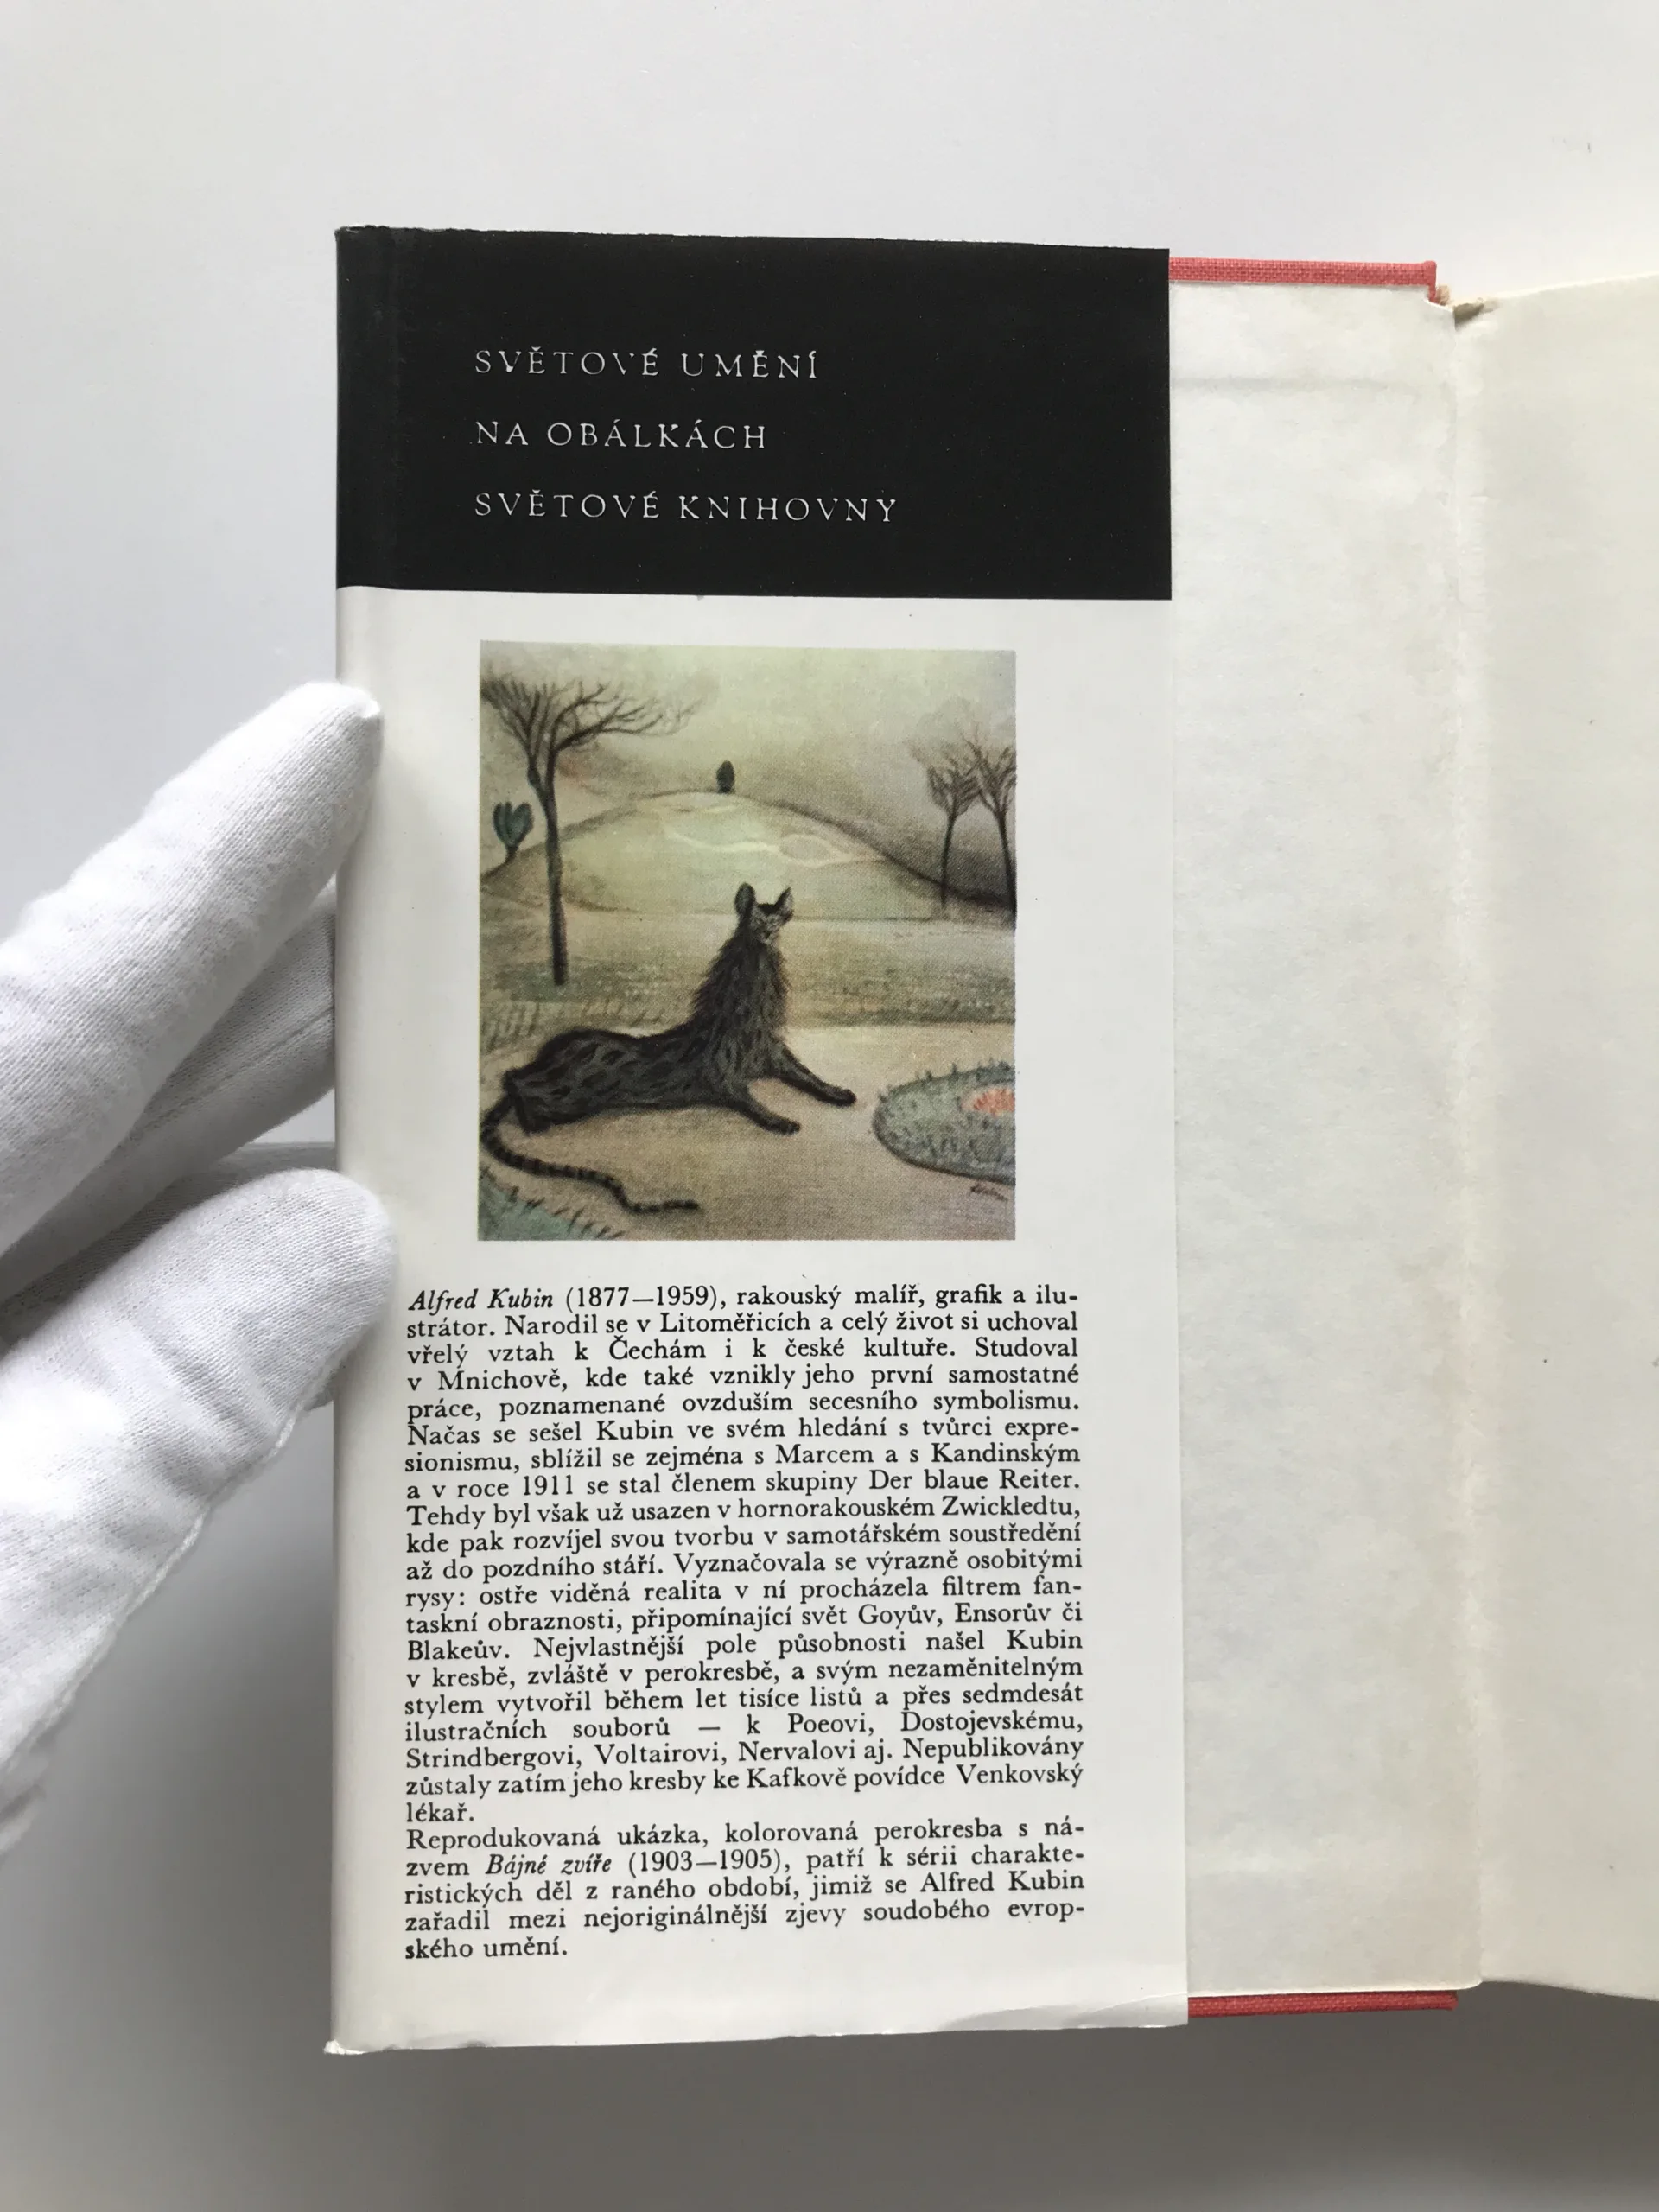 SVĚTOVÉ UMĚNÍ
NA OBÁLKÁCH
SVĚTOVÉ KNIHOVNY
Alfred Kubin (1877—1959), rakouský malíř, grafik a ilu-
strátor. Narodil se v Litoměřicích a celý život si uchoval
vřelý vztah k Čechám i k české kultuře. Studoval
v Mnichově, kde také vznikly jeho první samostatné
práce, poznamenané ovzduším secesního symbolismu.
Načas se sešel Kubin ve svém hledání s tvůrci expre-
sionismu, sblížil se zejména s Marcem a s Kandinským
a v roce 1911 se stal členem skupiny Der blaue Reiter.
Tehdy byl však už usazen v hornorakouském Zwickledtu,
kde pak rozvíjel svou tvorbu v samotářském soustředění
až do pozdního stáří. Vyznačovala se výrazně osobitými
rysy: ostře viděná realita v ní procházela filtrem fan-
taskní obraznosti, připomínající svět Goyův, Ensorův či
Blakeův. Nejvlastnější pole působnosti našel Kubin
v kresbě, zvláště v perokresbě, a svým nezaměnitelným
stylem vytvořil během let tisíce listů a přes sedmdesát
ilustračních souborů — k Poeovi, Dostojevskému,
Strindbergovi, Voltairovi, Nervalovi aj. Nepublikovány
zůstaly zatím jeho kresby ke Kafkově povídce Venkovský
lékař.
Reprodukovaná ukázka, kolorovaná perokresba s ná-
zvem Bájné zvíře (1903—1905), patří k sérii charakte-
ristických děl z raného období, jimiž se Alfred Kubin
zařadil mezi nejoriginálnější zjevy soudobého evrop-
ského umění.